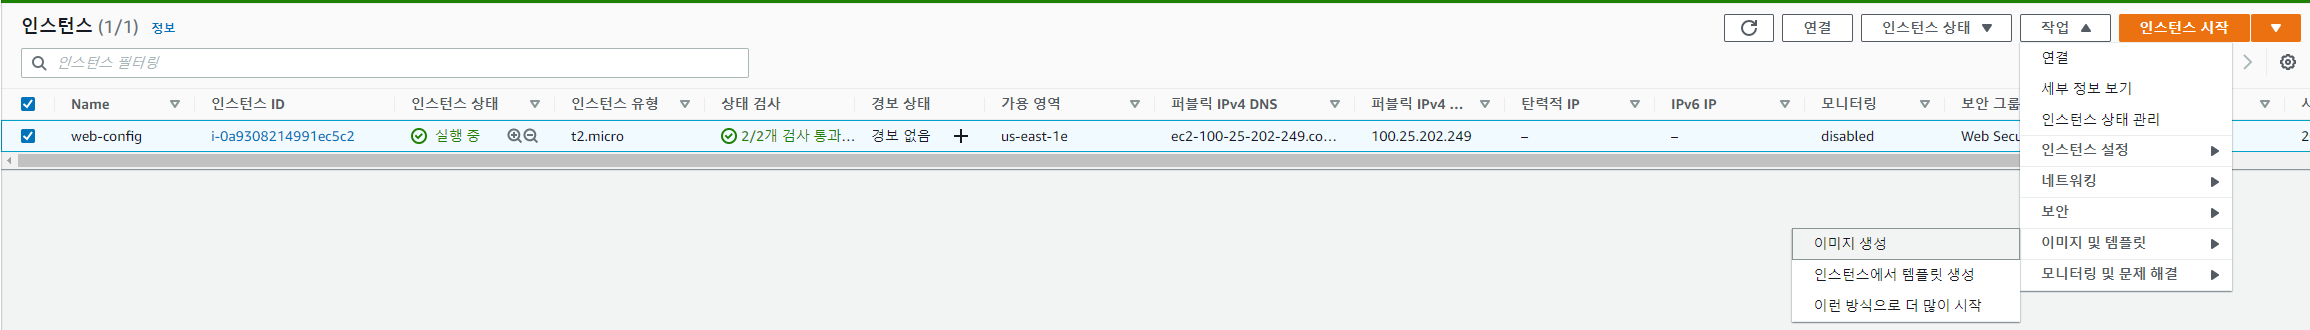 인스턴스 (1/1) 정보
연결 인스턴스 상태 작업 인스턴스 시작
인스턴스 필터링
Name 인스턴스 ID 인스턴스 상태 인스턴스 유형 상태 검사 경보 상태 가용 영역 퍼블릭 IPv4 DNS 퍼블릭 IPv4 ... 탄력적 IP IPv6 IP 모니터링 보안 그룹
web-config i-0a9308214991ec5c2 실행 중 t2.micro 2/2개 검사 통과... 경보 없음 us-east-1e ec2-100-25-202-249.co... 100.25.202.249 – – disabled Web Secu 2
연결
세부 정보 보기
인스턴스 상태 관리
인스턴스 설정
네트워킹
보안
이미지 및 템플릿
모니터링 및 문제 해결
이미지 생성
인스턴스에서 템플릿 생성
이런 방식으로 더 많이 시작